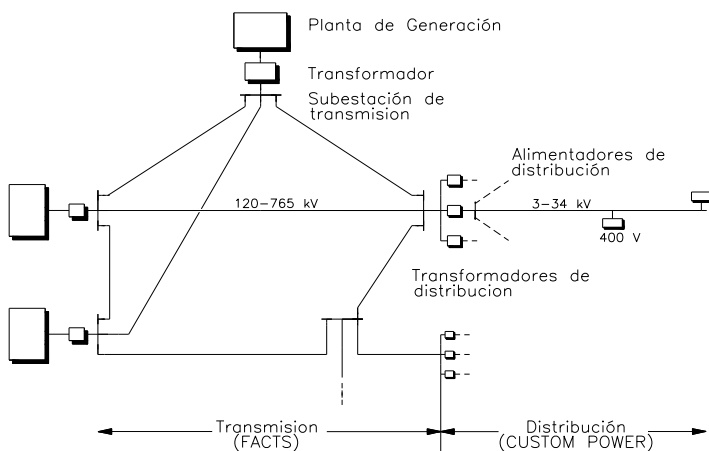 Planta de Generación
Transformador
Subestación de
transmision
Alimentadores de
distribución
120-765 kV
3-34 kV
400 V
Transformadores de
distribucion
Transmision
(FACTS)
Distribución
(CUSTOM POWER)